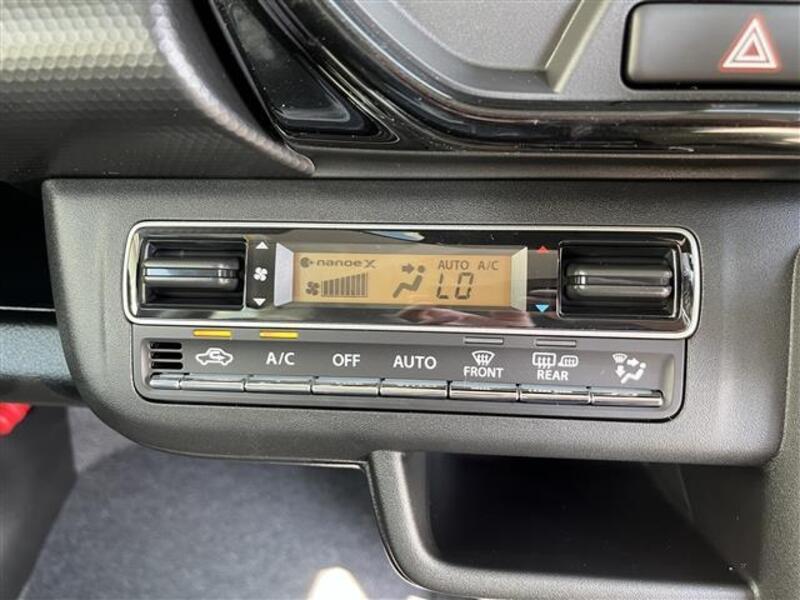 nanoe X
AUTO A/C
LO
A/C OFF AUTO FRONT REAR